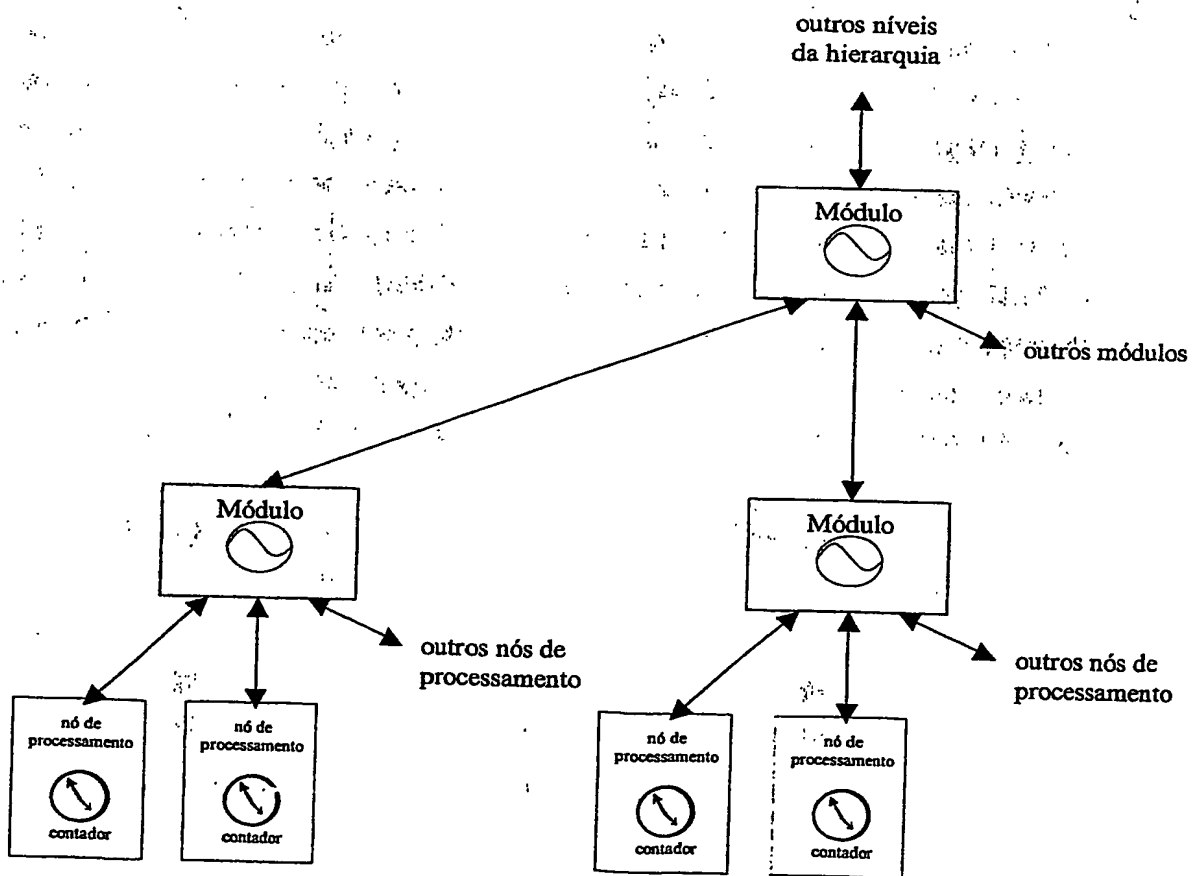 outros níveis
da hierarquia
Módulo
outros módulos
Módulo
Módulo
outros nós de
processamento
outros nós de
processamento
nó de
processamento
contador
nó de
processamento
contador
nó de
processamento
contador
nó de
processamento
contador